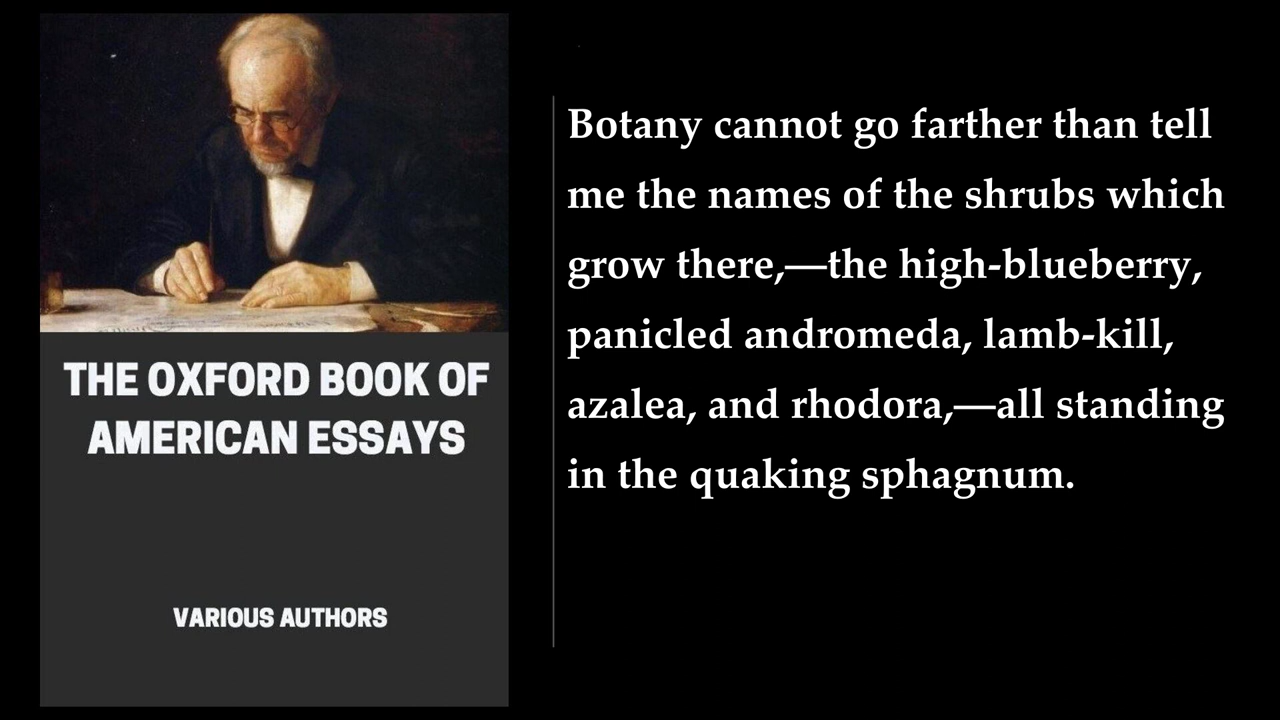 THE OXFORD BOOK OF
AMERICAN ESSAYS
VARIOUS AUTHORS
Botany cannot go farther than tell
me the names of the shrubs which
grow there,—the high-blueberry,
panicled andromeda, lamb-kill,
azalea, and rhodora,—all standing
in the quaking sphagnum.